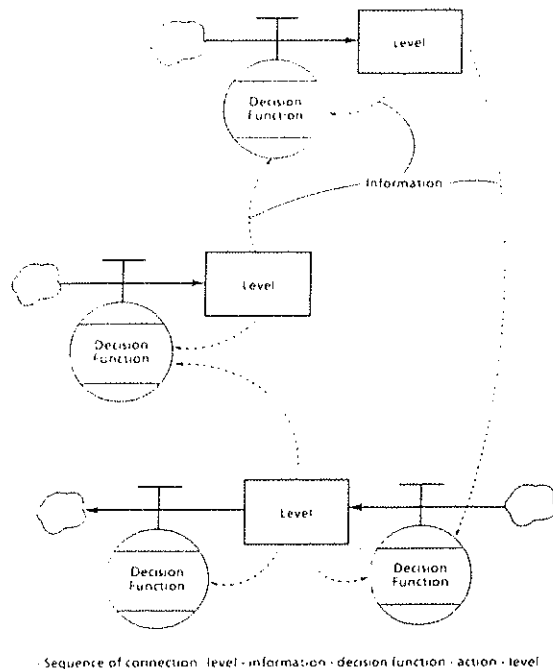 Level
Decision
Function
Information
Level
Decision
Function
Level
Decision
Function
Decision
Function
· Sequence of connection level - information - decision function - action - level